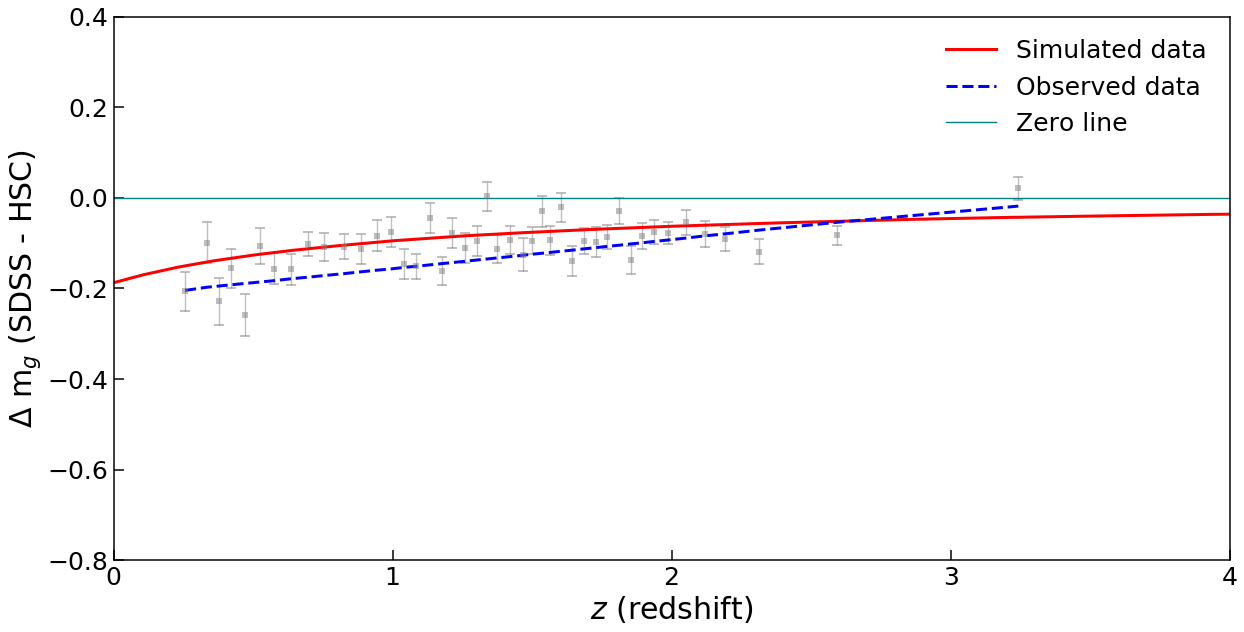 0.4
0.2
0.0
−0.2
−0.4
−0.6
−0.8
Δ m_g (SDSS - HSC)
Simulated data
Observed data
Zero line
0 1 2 3 4
z (redshift)